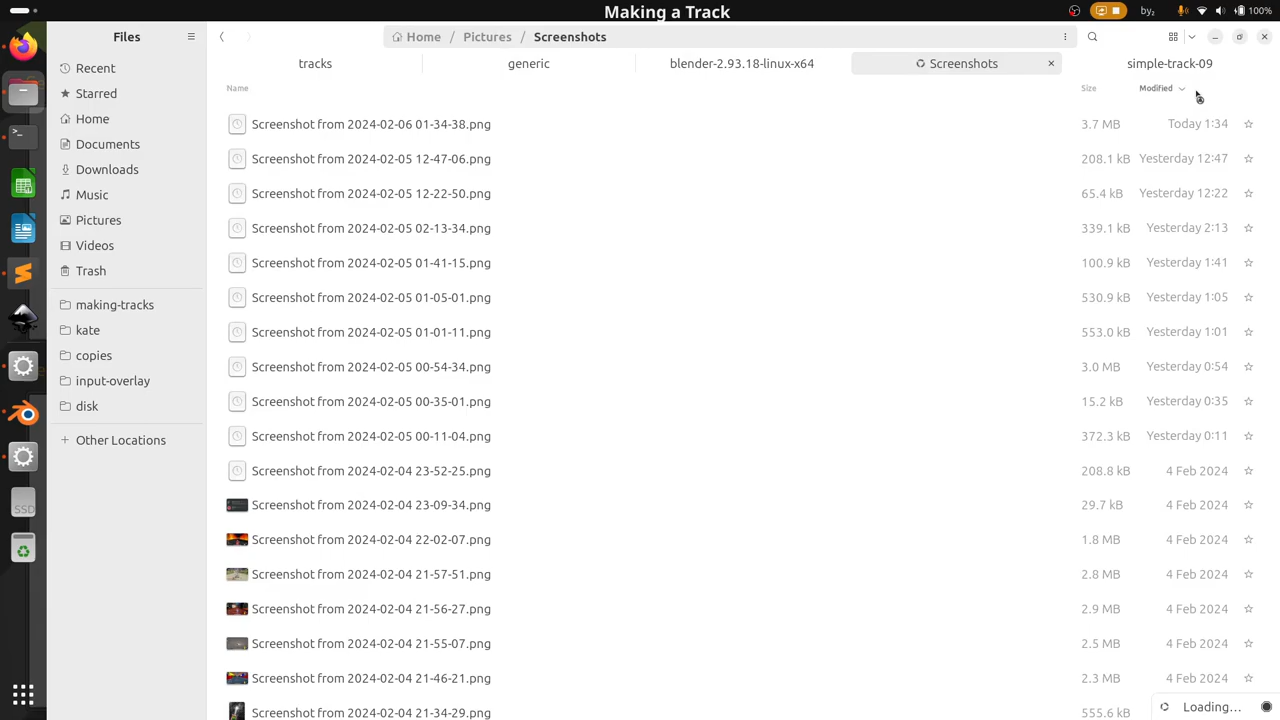 Making a Track
by₂
100%
Files
Home / Pictures / Screenshots
tracks
generic
blender-2.93.18-linux-x64
Screenshots
simple-track-09
Recent
Starred
Home
Documents
Downloads
Music
Pictures
Videos
Trash
making-tracks
kate
copies
input-overlay
disk
+ Other Locations
SSD
Name Size Modified
Screenshot from 2024-02-06 01-34-38.png 3.7 MB Today 1:34
Screenshot from 2024-02-05 12-47-06.png 208.1 kB Yesterday 12:47
Screenshot from 2024-02-05 12-22-50.png 65.4 kB Yesterday 12:22
Screenshot from 2024-02-05 02-13-34.png 339.1 kB Yesterday 2:13
Screenshot from 2024-02-05 01-41-15.png 100.9 kB Yesterday 1:41
Screenshot from 2024-02-05 01-05-01.png 530.9 kB Yesterday 1:05
Screenshot from 2024-02-05 01-01-11.png 553.0 kB Yesterday 1:01
Screenshot from 2024-02-05 00-54-34.png 3.0 MB Yesterday 0:54
Screenshot from 2024-02-05 00-35-01.png 15.2 kB Yesterday 0:35
Screenshot from 2024-02-05 00-11-04.png 372.3 kB Yesterday 0:11
Screenshot from 2024-02-04 23-52-25.png 208.8 kB 4 Feb 2024
Screenshot from 2024-02-04 23-09-34.png 29.7 kB 4 Feb 2024
Screenshot from 2024-02-04 22-02-07.png 1.8 MB 4 Feb 2024
Screenshot from 2024-02-04 21-57-51.png 2.8 MB 4 Feb 2024
Screenshot from 2024-02-04 21-56-27.png 2.9 MB 4 Feb 2024
Screenshot from 2024-02-04 21-55-07.png 2.5 MB 4 Feb 2024
Screenshot from 2024-02-04 21-46-21.png 2.3 MB 4 Feb 2024
Screenshot from 2024-02-04 21-34-29.png 555.6 kB
Loading...